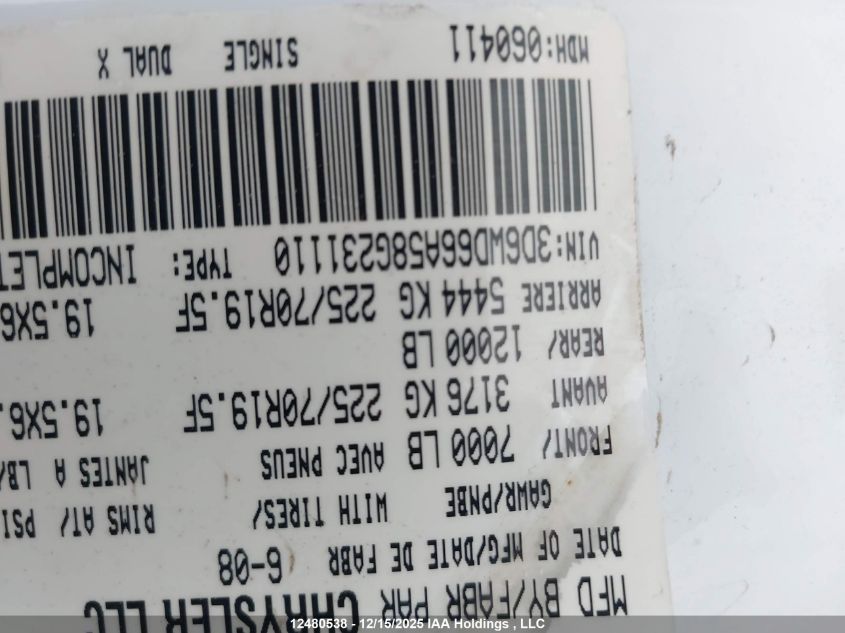 MFD BY/FABR PAR CHRYSLER LLC
DATE OF MFG/DATE DE FABR 6-08
GAWR/PNBE WITH TIRES/ RIMS AT/ PSI
AVEC PNEUS JANTES A LB/
FRONT/ 7000 LB
AVANT 3176 KG 225/70R19.5F 19.5X6.
REAR/ 12000 LB
ARRIERE 5444 KG 225/70R19.5F 19.5X6
VIN: 3D6WD66A58G231110 TYPE: INCOMPLET
MDH: 060411 SINGLE DUAL X
12480538 - 12/15/2025 IAA Holdings, LLC